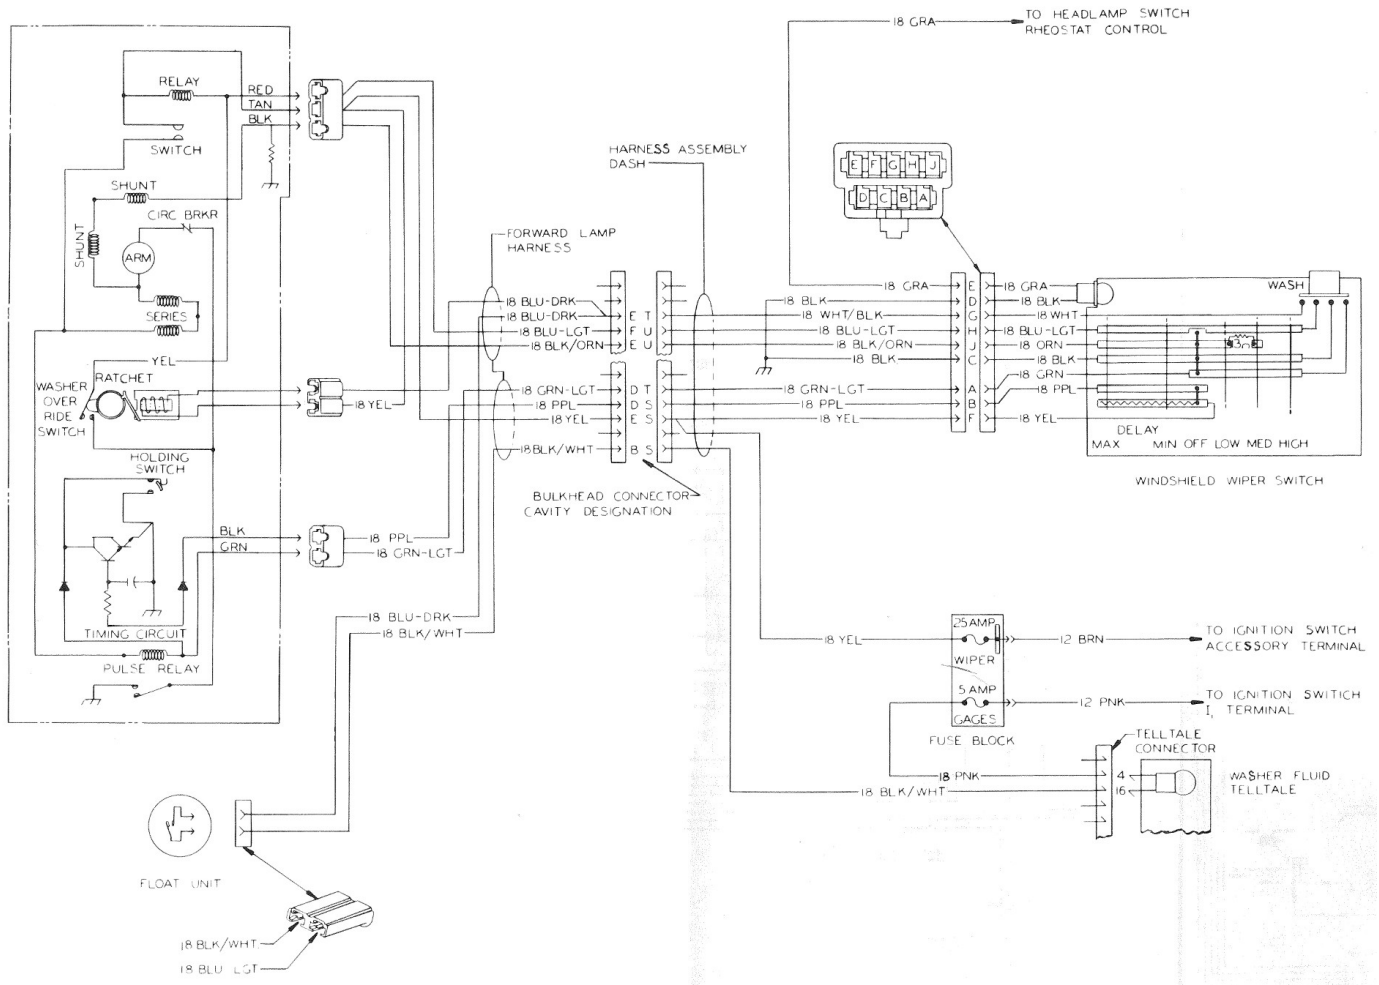 18 GRA
TO HEADLAMP SWITCH
RHEOSTAT CONTROL
RELAY
RED
TAN
BLK
SWITCH
HARNESS ASSEMBLY
DASH
E F G H J
D C B A
SHUNT
CIRC BRKR
SHUNT
ARM
SERIES
FORWARD LAMP
HARNESS
18 BLU-DRK
18 BLU-DRK
18 BLU-LGT
18 BLK/ORN
E T
F U
E U
18 GRA
18 BLK
18 WHT/BLK
18 BLU-LGT
18 BLK/ORN
18 BLK
E
D
G
H
J
C
A
B
F
18 GRA
18 BLK
18 WHT
18 BLU-LGT
18 ORN
18 BLK
18 GRN
18 PPL
18 YEL
WASH
3Ω
YEL
RATCHET
WASHER
OVER
RIDE
SWITCH
18 YEL
18 GRN-LGT
18 PPL
18 YEL
18 BLK/WHT
D T
D S
E S
B S
18 GRN-LGT
18 PPL
18 YEL
DELAY
MAX MIN OFF LOW MED HIGH
WINDSHIELD WIPER SWITCH
HOLDING
SWITCH
BULKHEAD CONNECTOR
CAVITY DESIGNATION
BLK
GRN
18 PPL
18 GRN-LGT
TIMING CIRCUIT
PULSE RELAY
18 BLU-DRK
18 BLK/WHT
18 YEL
25 AMP
WIPER
12 BRN
TO IGNITION SWITCH
ACCESSORY TERMINAL
5 AMP
GAGES
12 PNK
TO IGNITION SWITICH
I, TERMINAL
FUSE BLOCK
TELLTALE
CONNECTOR
18 PNK
18 BLK/WHT
4
16
WASHER FLUID
TELLTALE
FLOAT UNIT
18 BLK/WHT.
18 BLU-LGT